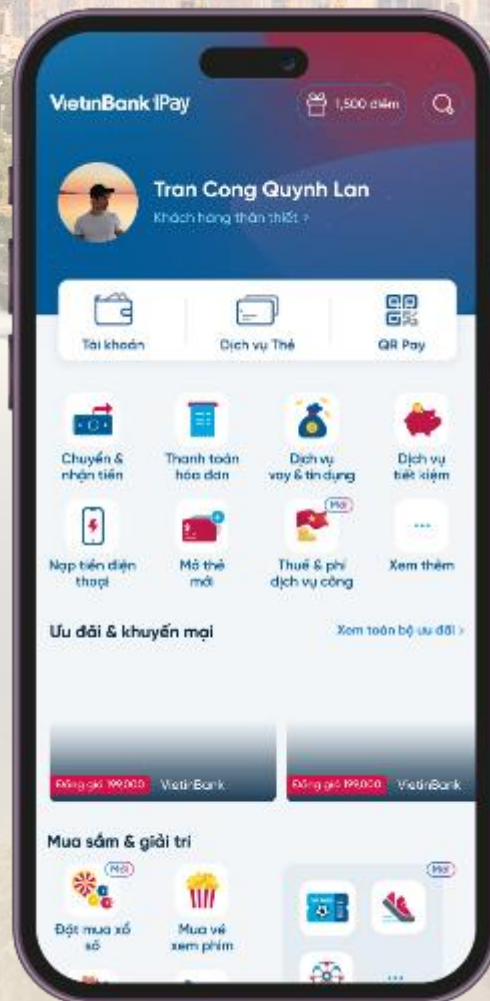 VietinBank iPay
1,500 điểm
Tran Cong Quynh Lan
Khách hàng thân thiết >
Tài khoản
Dịch vụ Thẻ
QR Pay
Chuyển &
nhận tiền
Thanh toán
hóa đơn
Dịch vụ
vay & tín dụng
Dịch vụ
tiết kiệm
Nạp tiền điện
thoại
Mở thẻ
mới
Mới
Thuế & phí
dịch vụ công
Xem thêm
Ưu đãi & khuyến mại
Xem toàn bộ ưu đãi >
Đồng giá 199,000
VietinBank
Đồng giá 199,000
VietinBank
Mua sắm & giải trí
Mới
Đặt mua xổ
số
Mua vé
xem phim
Mới